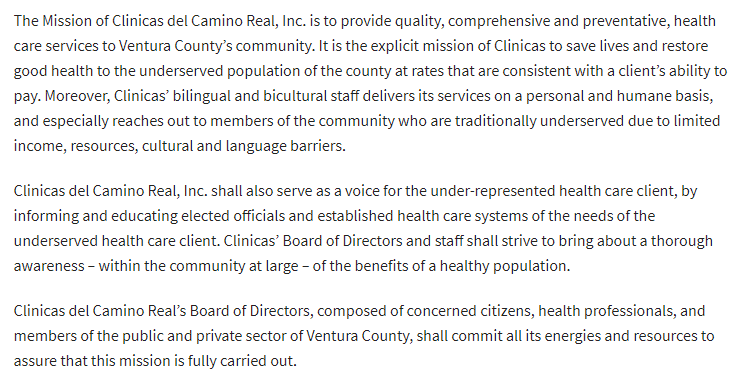 The Mission of Clinicas del Camino Real, Inc. is to provide quality, comprehensive and preventative, health
care services to Ventura County’s community. It is the explicit mission of Clinicas to save lives and restore
good health to the underserved population of the county at rates that are consistent with a client’s ability to
pay. Moreover, Clinicas’ bilingual and bicultural staff delivers its services on a personal and humane basis,
and especially reaches out to members of the community who are traditionally underserved due to limited
income, resources, cultural and language barriers.
Clinicas del Camino Real, Inc. shall also serve as a voice for the under-represented health care client, by
informing and educating elected officials and established health care systems of the needs of the
underserved health care client. Clinicas’ Board of Directors and staff shall strive to bring about a thorough
awareness – within the community at large – of the benefits of a healthy population.
Clinicas del Camino Real’s Board of Directors, composed of concerned citizens, health professionals, and
members of the public and private sector of Ventura County, shall commit all its energies and resources to
assure that this mission is fully carried out.